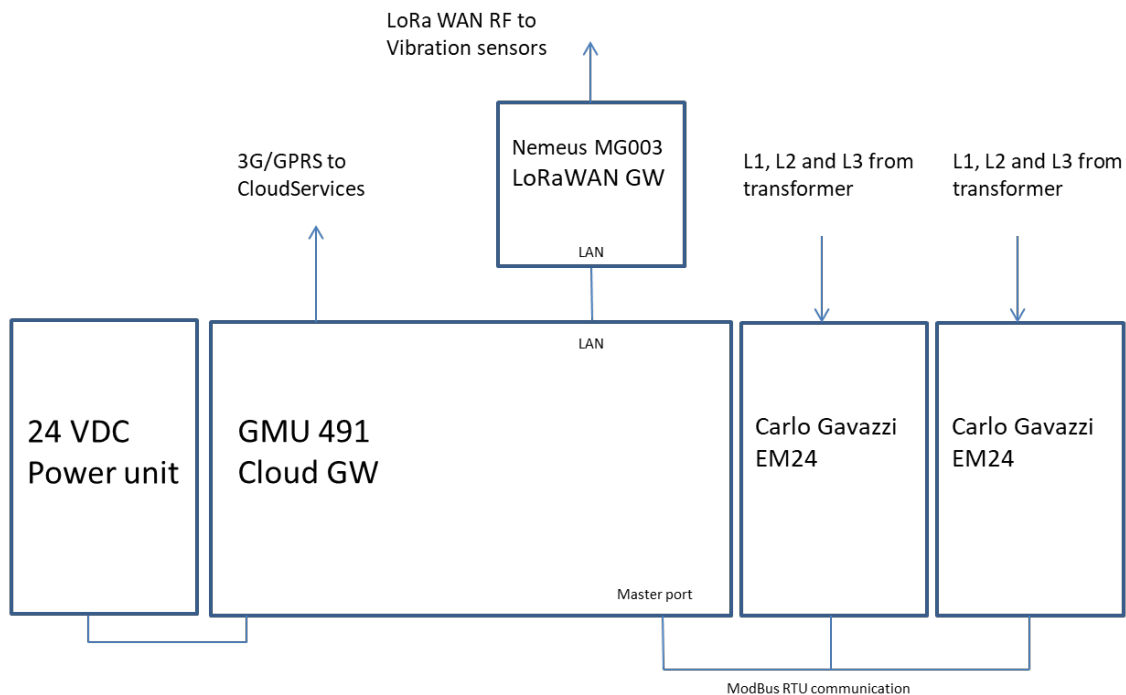 LoRa WAN RF to
Vibration sensors
Nemeus MG003
LoRaWAN GW
LAN
3G/GPRS to
CloudServices
L1, L2 and L3 from
transformer
L1, L2 and L3 from
transformer
24 VDC
Power unit
LAN
GMU 491
Cloud GW
Master port
Carlo Gavazzi
EM24
Carlo Gavazzi
EM24
ModBus RTU communication